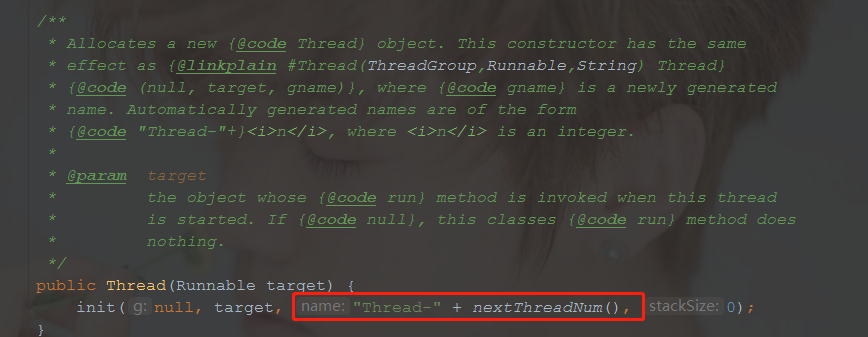 /**
* Allocates a new {@code Thread} object. This constructor has the same
* effect as {@linkplain #Thread(ThreadGroup,Runnable,String) Thread}
* {@code (null, target, gname)}, where {@code gname} is a newly generated
* name. Automatically generated names are of the form
* {@code "Thread-"+}<i>n</i>, where <i>n</i> is an integer.
*
* @param target
* the object whose {@code run} method is invoked when this thread
* is started. If {@code null}, this classes {@code run} method does
* nothing.
*/
public Thread(Runnable target) {
init( g: null, target, name: "Thread-" + nextThreadNum(), stackSize: 0);
}